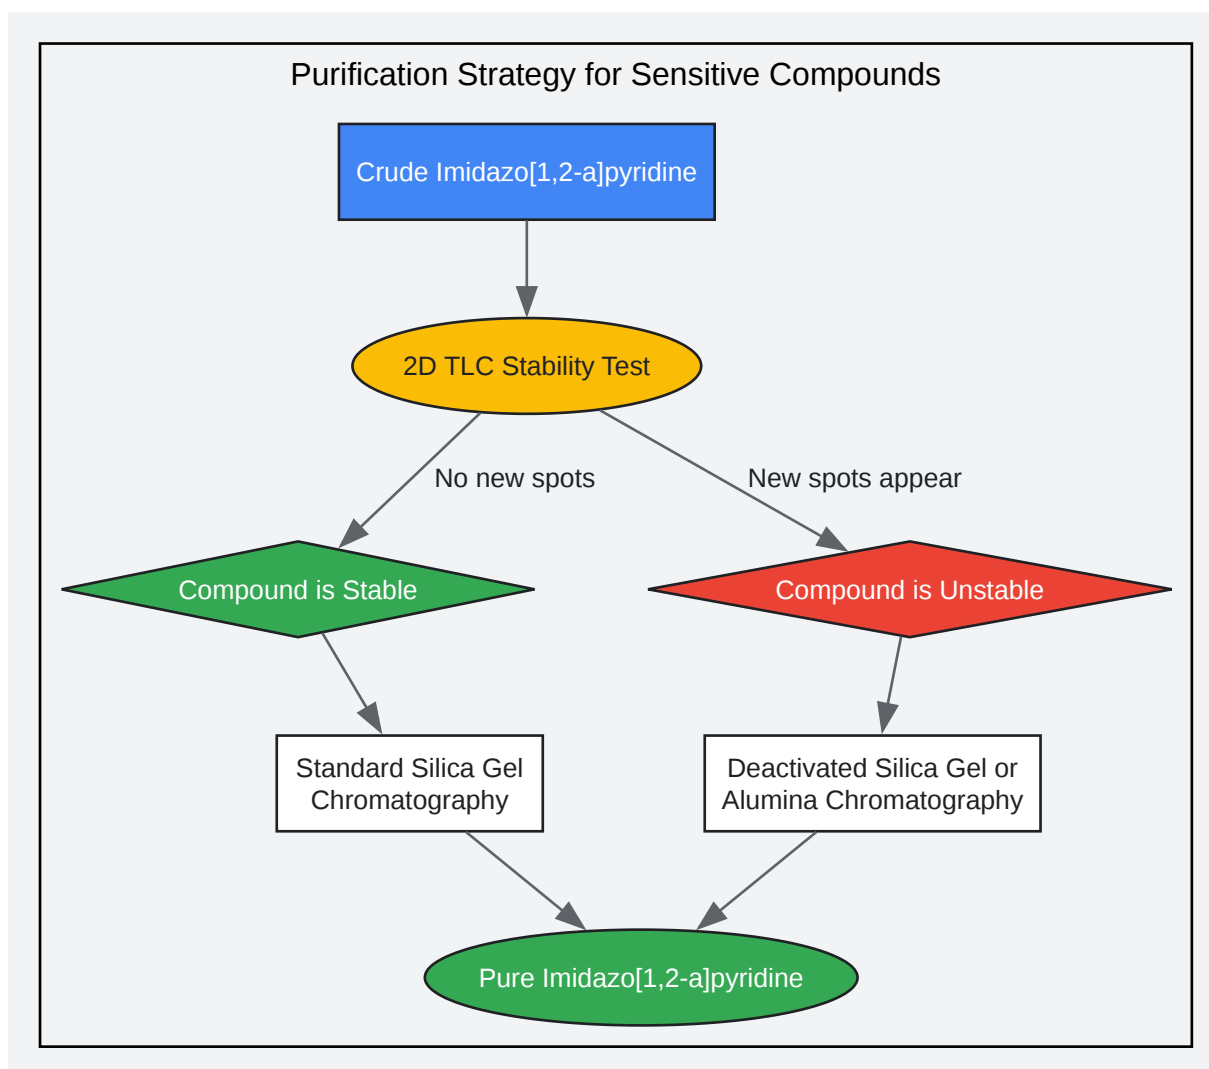 Purification Strategy for Sensitive Compounds
Crude Imidazo[1,2-a]pyridine
2D TLC Stability Test
No new spots
New spots appear
Compound is Stable
Compound is Unstable
Standard Silica Gel
Chromatography
Deactivated Silica Gel or
Alumina Chromatography
Pure Imidazo[1,2-a]pyridine